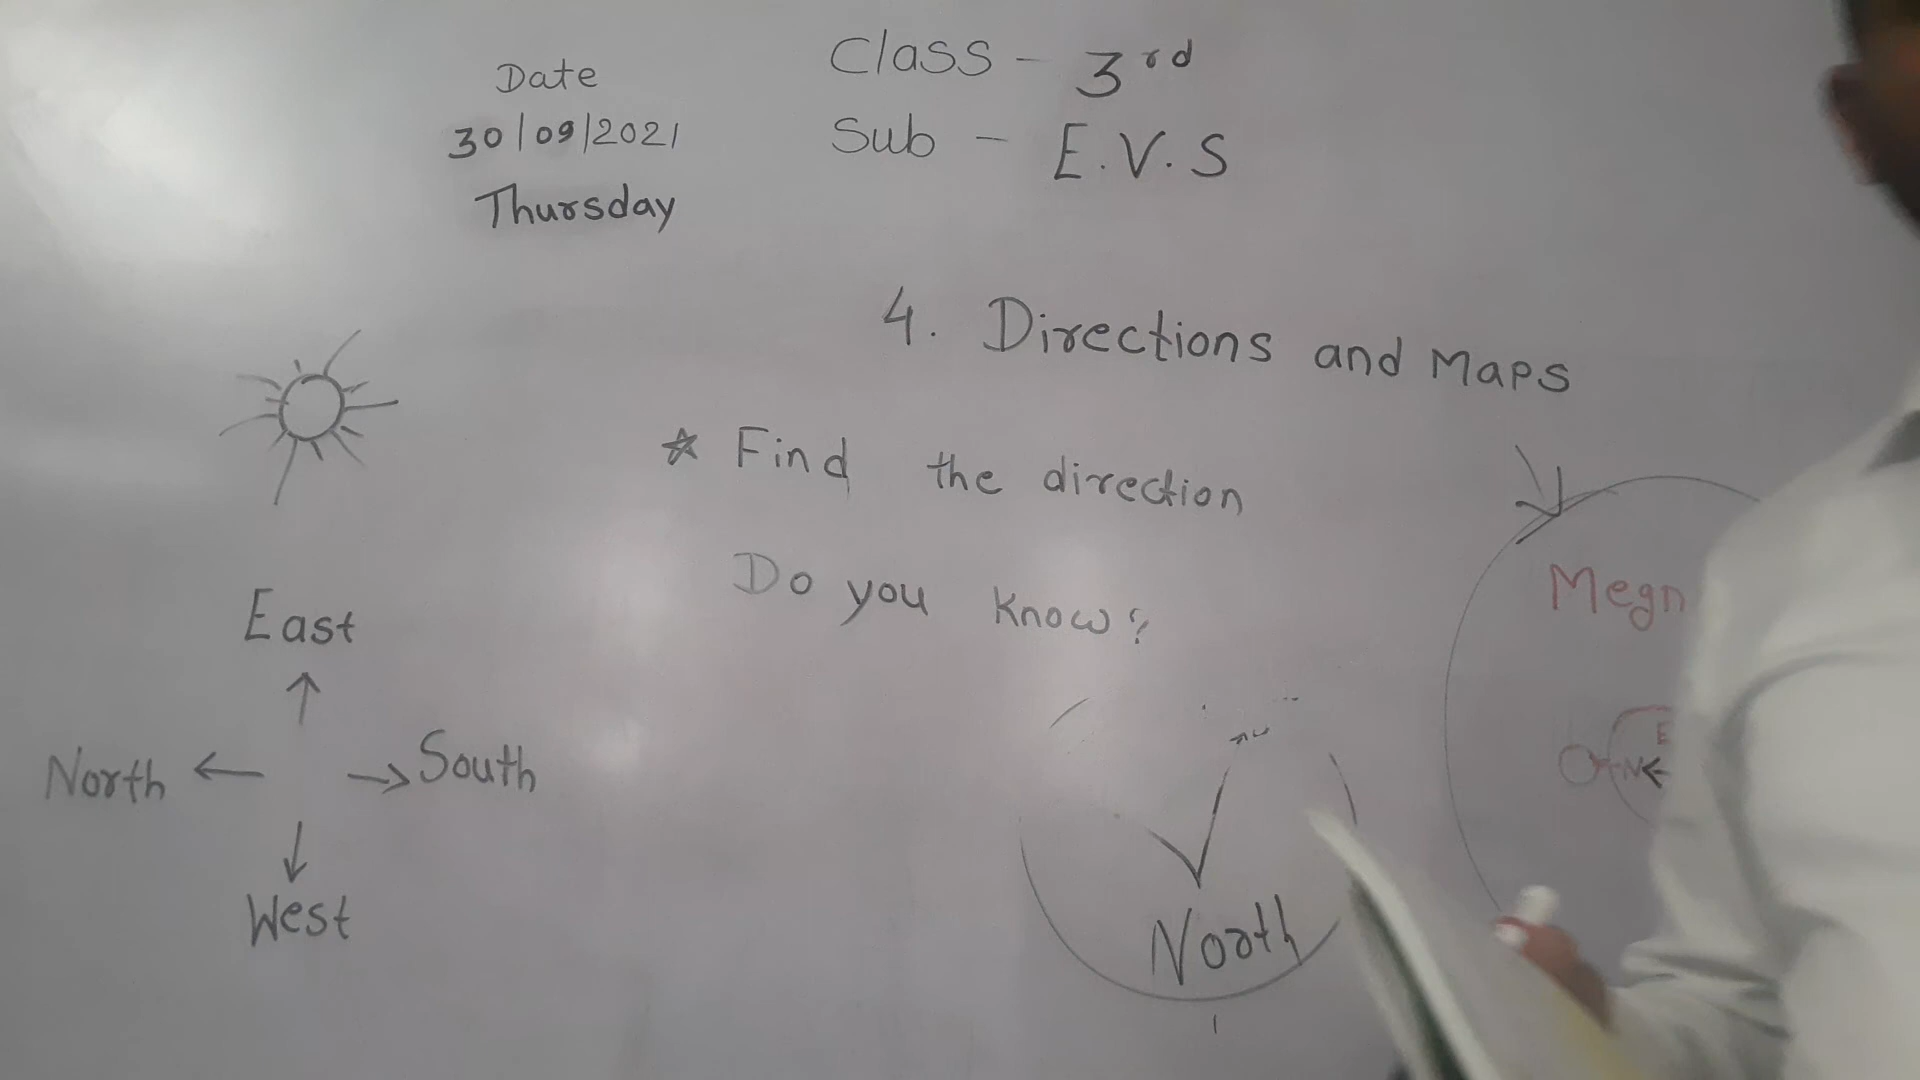 Date
30/09/2021
Thursday
Class - 3rd
Sub - E.V.S
4. Directions and Maps
☆ Find the direction
Do you know?
East
North ← → South
West
North
Megn
E
N←